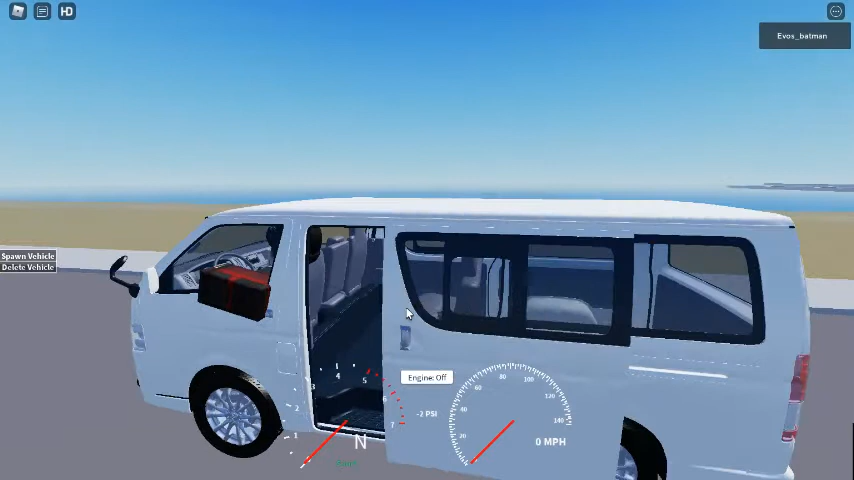 HD
Evos_batman
Spawn Vehicle
Delete Vehicle
Engine: Off
1
2
3
4
5
6
7
-2 PSI
N
20
40
60
80
100
120
140
0 MPH